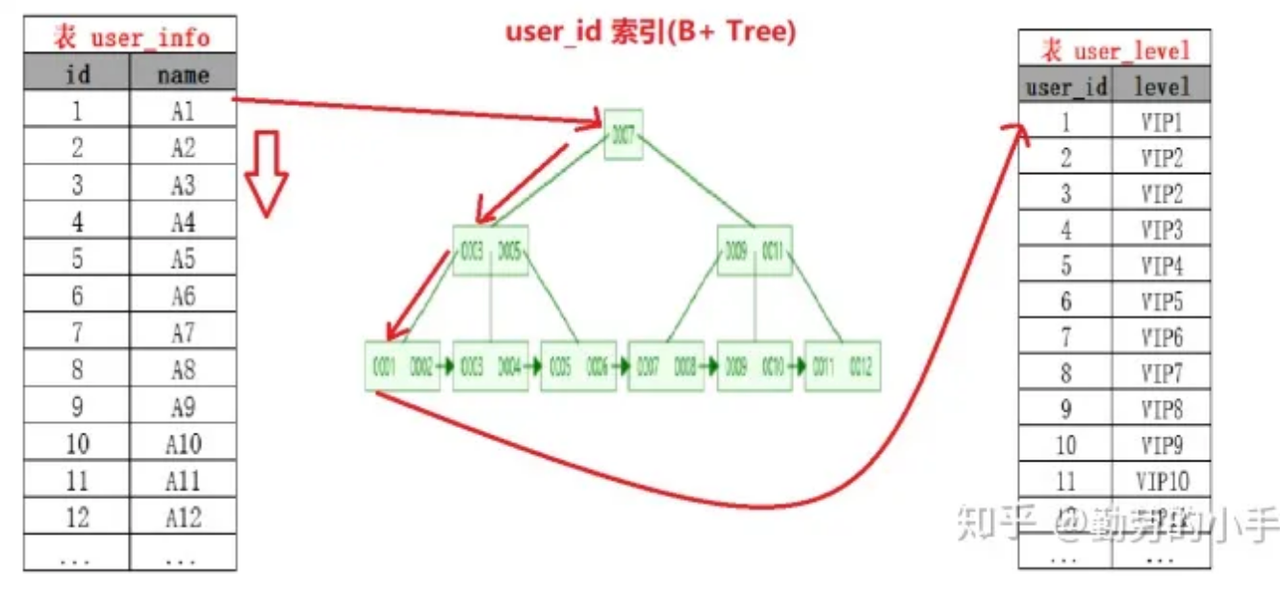 表 user_info
id name
1 A1
2 A2
3 A3
4 A4
5 A5
6 A6
7 A7
8 A8
9 A9
10 A10
11 A11
12 A12
... ...
user_id 索引(B+ Tree)
0007
0003 0005
0009 0011
0001 0002
0003 0004
0005 0006
0007 0008
0009 0010
0011 0012
表 user_level
user_id level
1 VIP1
2 VIP2
3 VIP2
4 VIP3
5 VIP4
6 VIP5
7 VIP6
8 VIP7
9 VIP8
10 VIP9
11 VIP10
... ...
知乎 @勤劳的小手